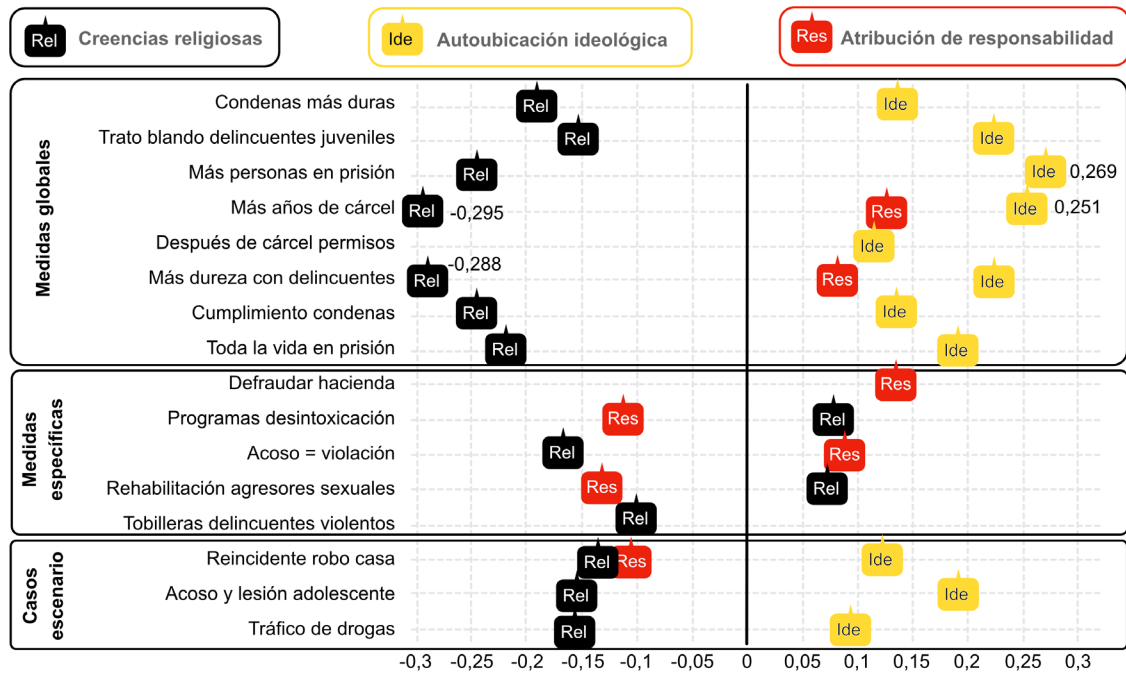 Rel Creencias religiosas
Ide Autoubicación ideológica
Res Atribución de responsabilidad
Medidas globales
Condenas más duras Rel Ide
Trato blando delincuentes juveniles Rel Ide
Más personas en prisión Rel Ide 0,269
Más años de cárcel Rel -0,295 Res Ide 0,251
Después de cárcel permisos Ide
-0,288
Más dureza con delincuentes Rel Res Ide
Cumplimiento condenas Rel Ide
Toda la vida en prisión Rel Ide
Medidas específicas
Defraudar hacienda Res
Programas desintoxicación Res Rel
Acoso = violación Rel Res
Rehabilitación agresores sexuales Res Rel
Tobilleras delincuentes violentos Rel
Casos escenario
Reincidente robo casa Rel Res Ide
Acoso y lesión adolescente Rel Ide
Tráfico de drogas Rel Ide
-0,3 -0,25 -0,2 -0,15 -0,1 -0,05 0 0,05 0,1 0,15 0,2 0,25 0,3